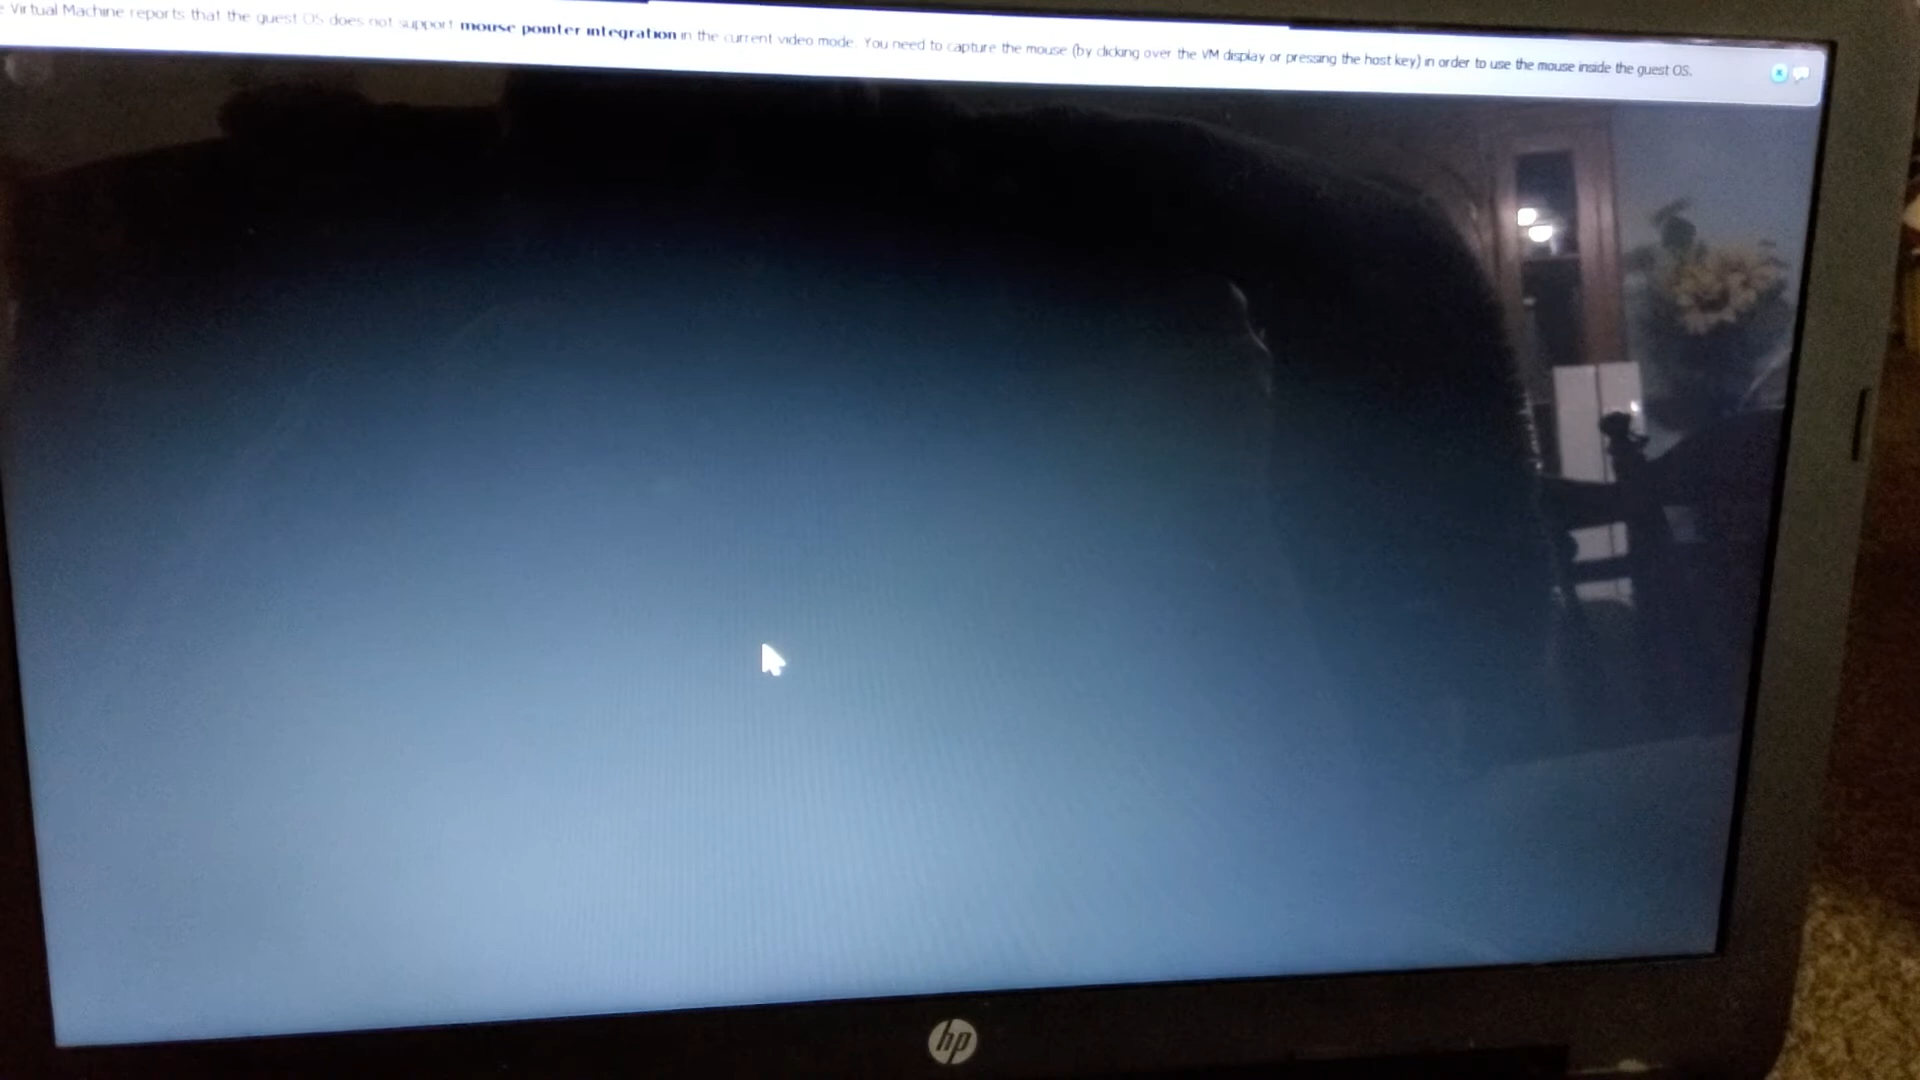 Virtual Machine reports that the guest OS does not support mouse pointer integration in the current video mode. You need to capture the mouse (by clicking over the VM display or pressing the host key) in order to use the mouse inside the guest OS.
hp